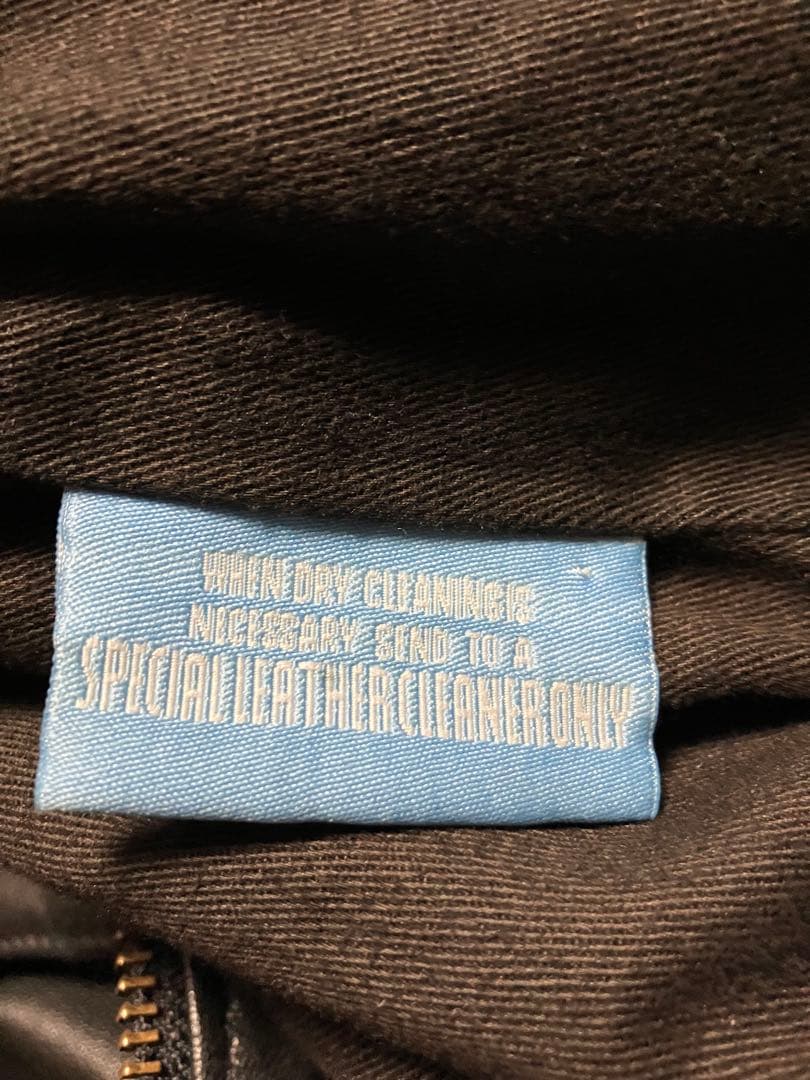 WHEN DRY CLEANING IS
NECESSARY SEND TO A
SPECIAL LEATHER CLEANER ONLY